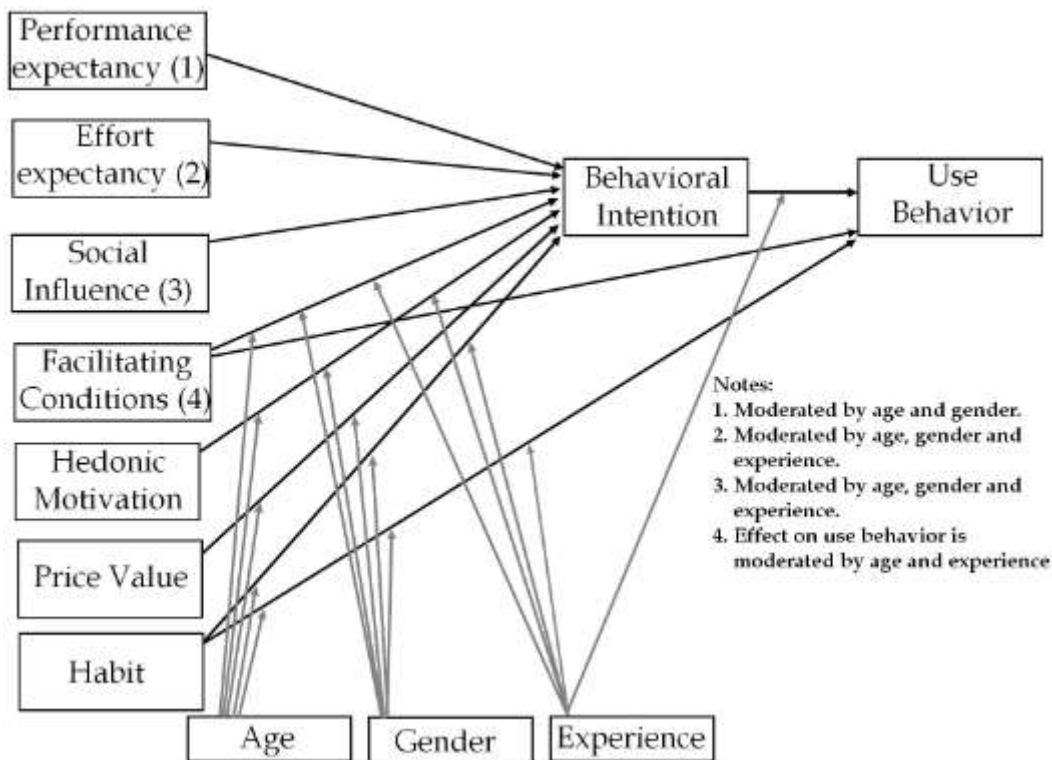 Performance
expectancy (1)
Effort
expectancy (2)
Social
Influence (3)
Facilitating
Conditions (4)
Hedonic
Motivation
Price Value
Habit
Age
Gender
Experience
Behavioral
Intention
Use
Behavior
Notes:
1. Moderated by age and gender.
2. Moderated by age, gender and
experience.
3. Moderated by age, gender and
experience.
4. Effect on use behavior is
moderated by age and experience